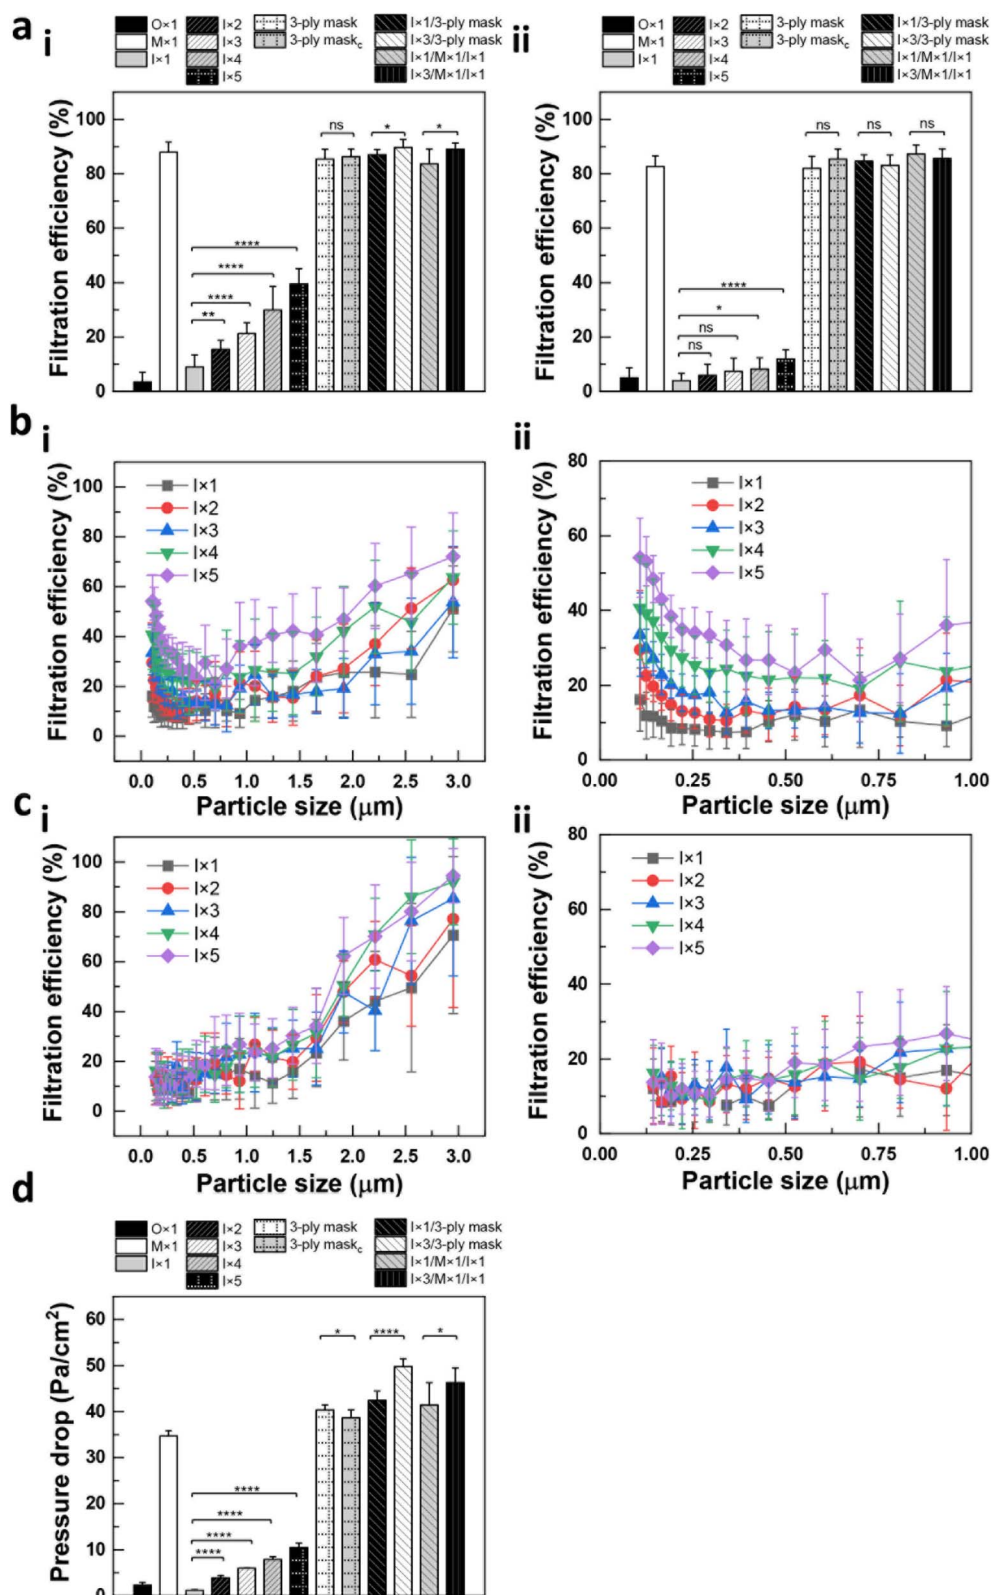 a i
O×1 I×2 3-ply mask I×1/3-ply mask
M×1 I×3 3-ply maskc I×3/3-ply mask
I×1 I×4 I×1/M×1/I×1
I×5 I×3/M×1/I×1
Filtration efficiency (%)
100
80
60
40
20
0
**
****
****
****
ns
*
*
ii
O×1 I×2 3-ply mask I×1/3-ply mask
M×1 I×3 3-ply maskc I×3/3-ply mask
I×1 I×4 I×1/M×1/I×1
I×5 I×3/M×1/I×1
Filtration efficiency (%)
100
80
60
40
20
0
ns
ns
*
****
ns
ns
ns
b i
Filtration efficiency (%)
100
80
60
40
20
0
I×1
I×2
I×3
I×4
I×5
0.0 0.5 1.0 1.5 2.0 2.5 3.0
Particle size (μm)
ii
Filtration efficiency (%)
80
60
40
20
0
I×1
I×2
I×3
I×4
I×5
0.00 0.25 0.50 0.75 1.00
Particle size (μm)
c i
Filtration efficiency (%)
100
80
60
40
20
0
I×1
I×2
I×3
I×4
I×5
0.0 0.5 1.0 1.5 2.0 2.5 3.0
Particle size (μm)
ii
Filtration efficiency (%)
80
60
40
20
0
I×1
I×2
I×3
I×4
I×5
0.00 0.25 0.50 0.75 1.00
Particle size (μm)
d
O×1 I×2 3-ply mask I×1/3-ply mask
M×1 I×3 3-ply maskc I×3/3-ply mask
I×1 I×4 I×1/M×1/I×1
I×5 I×3/M×1/I×1
Pressure drop (Pa/cm²)
60
50
40
30
20
10
0
****
****
****
****
*
****
*